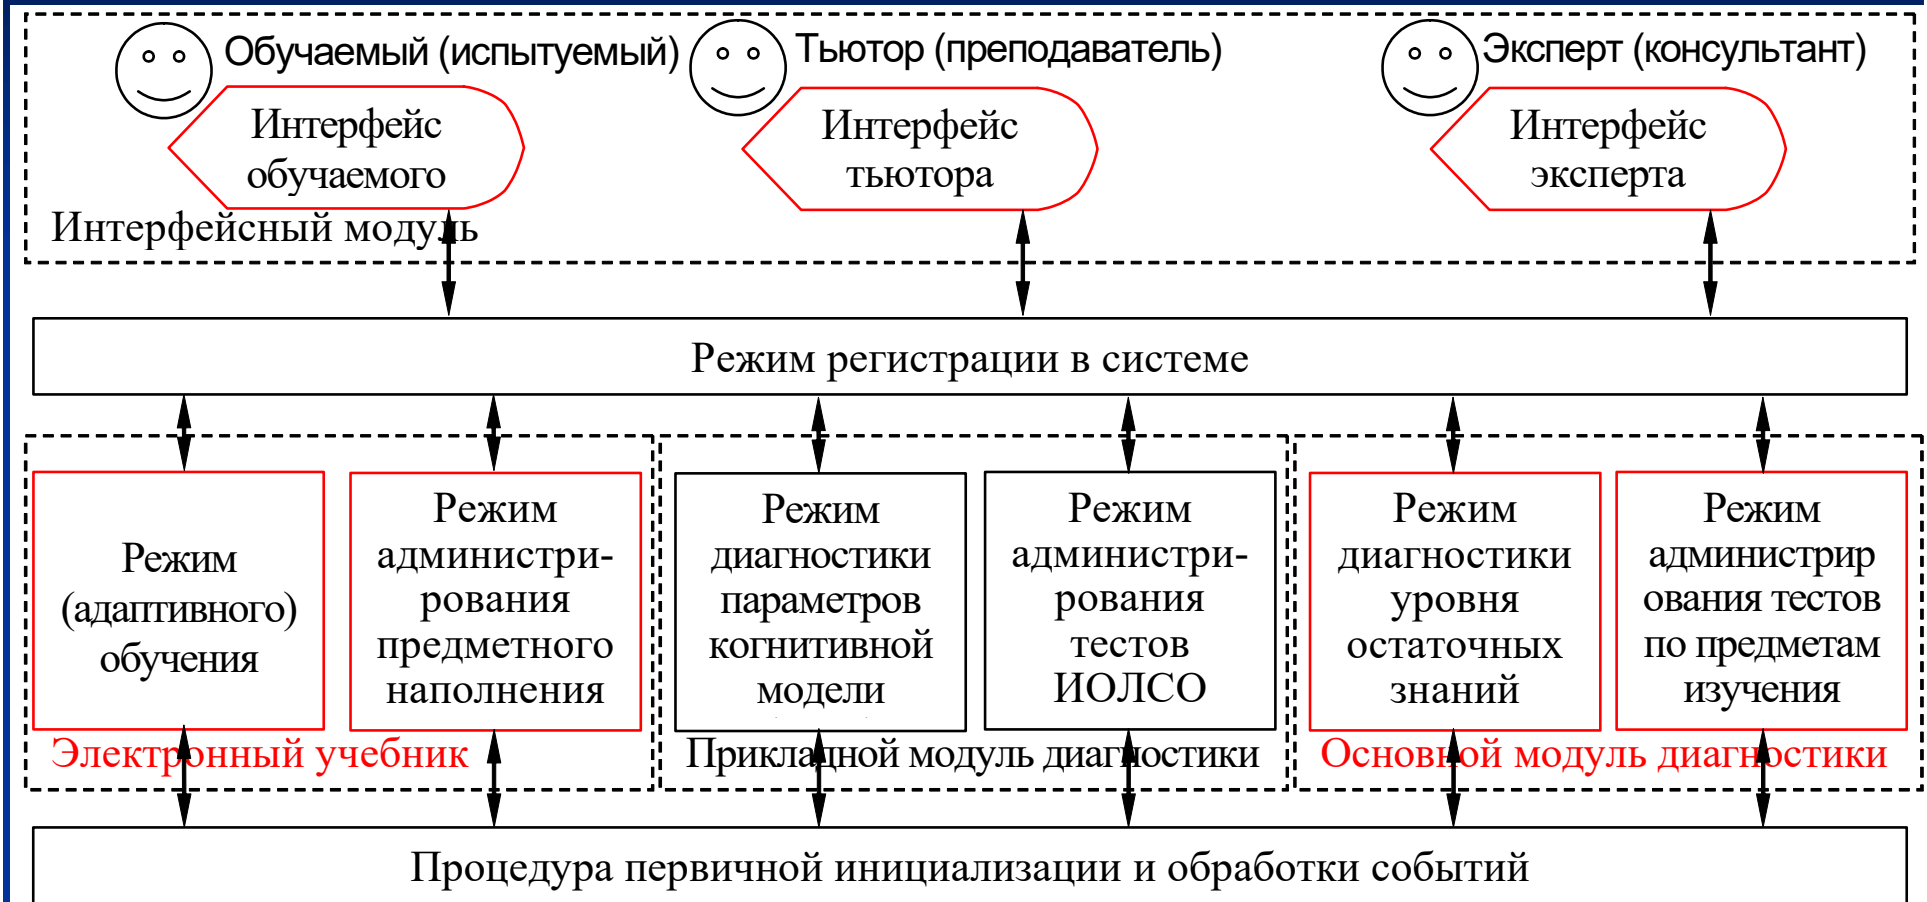 Обучаемый (испытуемый)
Тьютор (преподаватель)
Эксперт (консультант)
Интерфейс
обучаемого
Интерфейс
тьютора
Интерфейс
эксперта
Интерфейсный модуль
Режим регистрации в системе
Режим
(адаптивного)
обучения
Режим
администри-
рования
предметного
наполнения
Режим
диагностики
параметров
когнитивной
модели
Режим
администри-
рования
тестов
ИОЛСО
Режим
диагностики
уровня
остаточных
знаний
Режим
администрир
ования тестов
по предметам
изучения
Электронный учебник
Прикладной модуль диагностики
Основной модуль диагностики
Процедура первичной инициализации и обработки событий